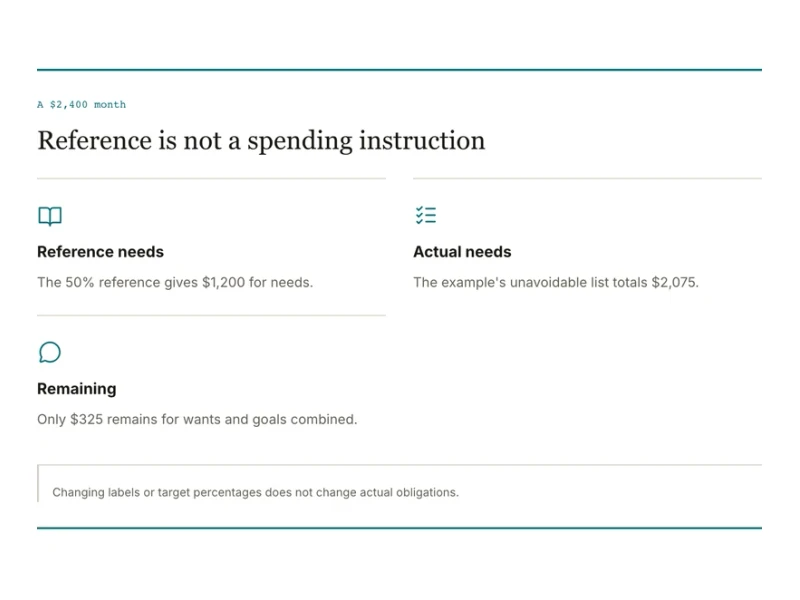 A $2,400 month
Reference is not a spending instruction
Reference needs
The 50% reference gives $1,200 for needs.
Actual needs
The example's unavoidable list totals $2,075.
Remaining
Only $325 remains for wants and goals combined.
Changing labels or target percentages does not change actual obligations.